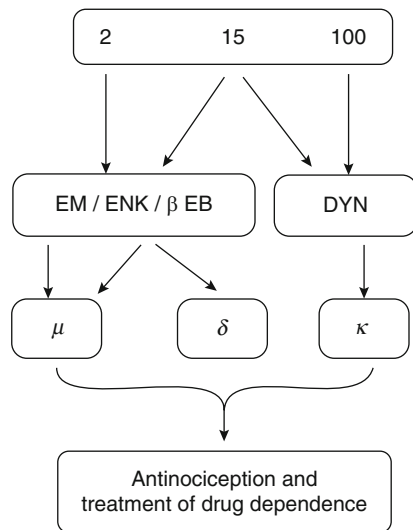 2 15 100
EM / ENK / β EB DYN
μ δ κ
Antinociception and
treatment of drug dependence